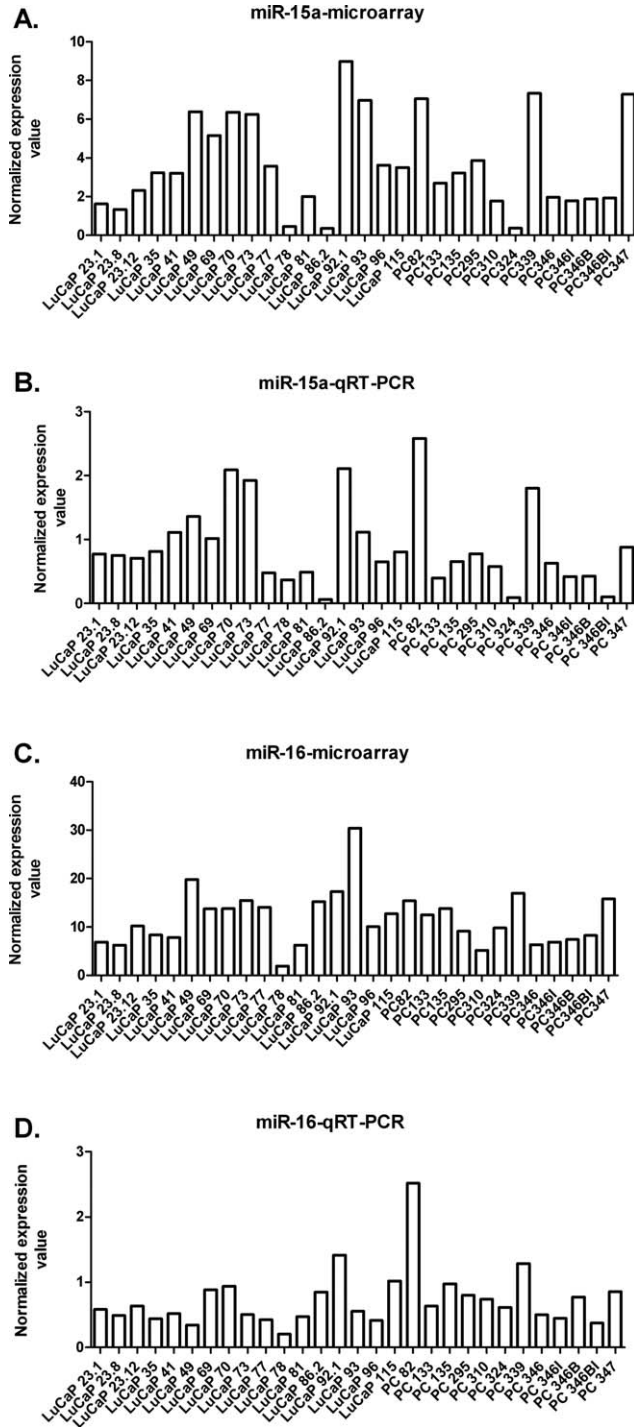 A.
miR-15a-microarray
Normalized expression
value
10
8
6
4
2
0
LuCaP 23.1
LuCaP 23.8
LuCaP 23.12
LuCaP 35
LuCaP 41
LuCaP 49
LuCaP 69
LuCaP 70
LuCaP 73
LuCaP 77
LuCaP 78
LuCaP 81
LuCaP 86.2
LuCaP 92.1
LuCaP 93
LuCaP 96
LuCaP 115
PC82
PC133
PC135
PC295
PC310
PC324
PC339
PC346
PC346I
PC346B
PC346BI
PC347
B.
miR-15a-qRT-PCR
Normalized expression
value
3
2
1
0
LuCaP 23.1
LuCaP 23.8
LuCaP 23.12
LuCaP 35
LuCaP 41
LuCaP 49
LuCaP 69
LuCaP 70
LuCaP 73
LuCaP 77
LuCaP 78
LuCaP 81
LuCaP 86.2
LuCaP 92.1
LuCaP 93
LuCaP 96
LuCaP 115
PC 82
PC 133
PC 135
PC 295
PC 310
PC 324
PC 339
PC 346
PC 346I
PC 346B
PC 346BI
PC 347
C.
miR-16-microarray
Normalized expression
value
40
30
20
10
0
LuCaP 23.1
LuCaP 23.8
LuCaP 23.12
LuCaP 35
LuCaP 41
LuCaP 49
LuCaP 69
LuCaP 70
LuCaP 73
LuCaP 77
LuCaP 78
LuCaP 81
LuCaP 86.2
LuCaP 92.1
LuCaP 93
LuCaP 96
LuCaP 115
PC82
PC133
PC135
PC295
PC310
PC324
PC339
PC346
PC346I
PC346B
PC346BI
PC347
D.
miR-16-qRT-PCR
Normalized expression
value
3
2
1
0
LuCaP 23.1
LuCaP 23.8
LuCaP 23.12
LuCaP 35
LuCaP 41
LuCaP 49
LuCaP 69
LuCaP 70
LuCaP 73
LuCaP 77
LuCaP 78
LuCaP 81
LuCaP 86.2
LuCaP 92.1
LuCaP 93
LuCaP 96
LuCaP 115
PC 82
PC 133
PC 135
PC 295
PC 310
PC 324
PC 339
PC 346
PC 346I
PC 346B
PC 346BI
PC 347